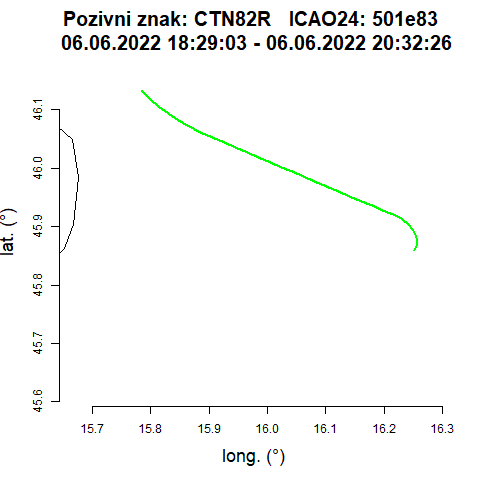 Pozivni znak: CTN82R   ICAO24: 501e83
06.06.2022 18:29:03 - 06.06.2022 20:32:26
lat. (°)
46.1
46.0
45.9
45.8
45.7
45.6
15.7 15.8 15.9 16.0 16.1 16.2 16.3
long. (°)